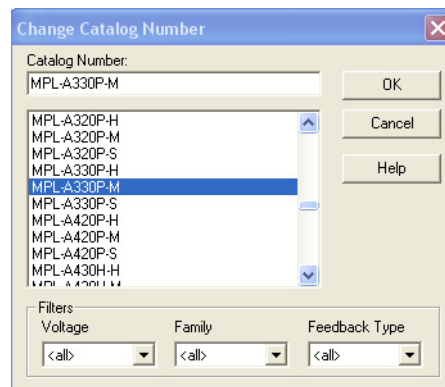 Change Catalog Number
Catalog Number:
MPL-A330P-M
OK
MPL-A320P-H
MPL-A320P-M
MPL-A320P-S
MPL-A330P-H
MPL-A330P-M
MPL-A330P-S
MPL-A420P-H
MPL-A420P-M
MPL-A420P-S
MPL-A430H-H
Cancel
Help
Filters
Voltage Family Feedback Type
<all> <all> <all>